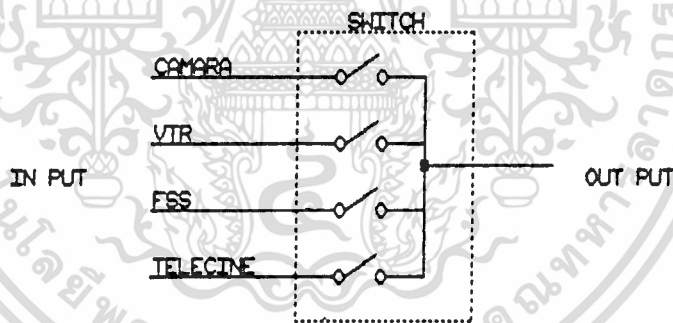 SWITCH
CAMARA
VTR
IN PUT
OUT PUT
FSS
TELECINE